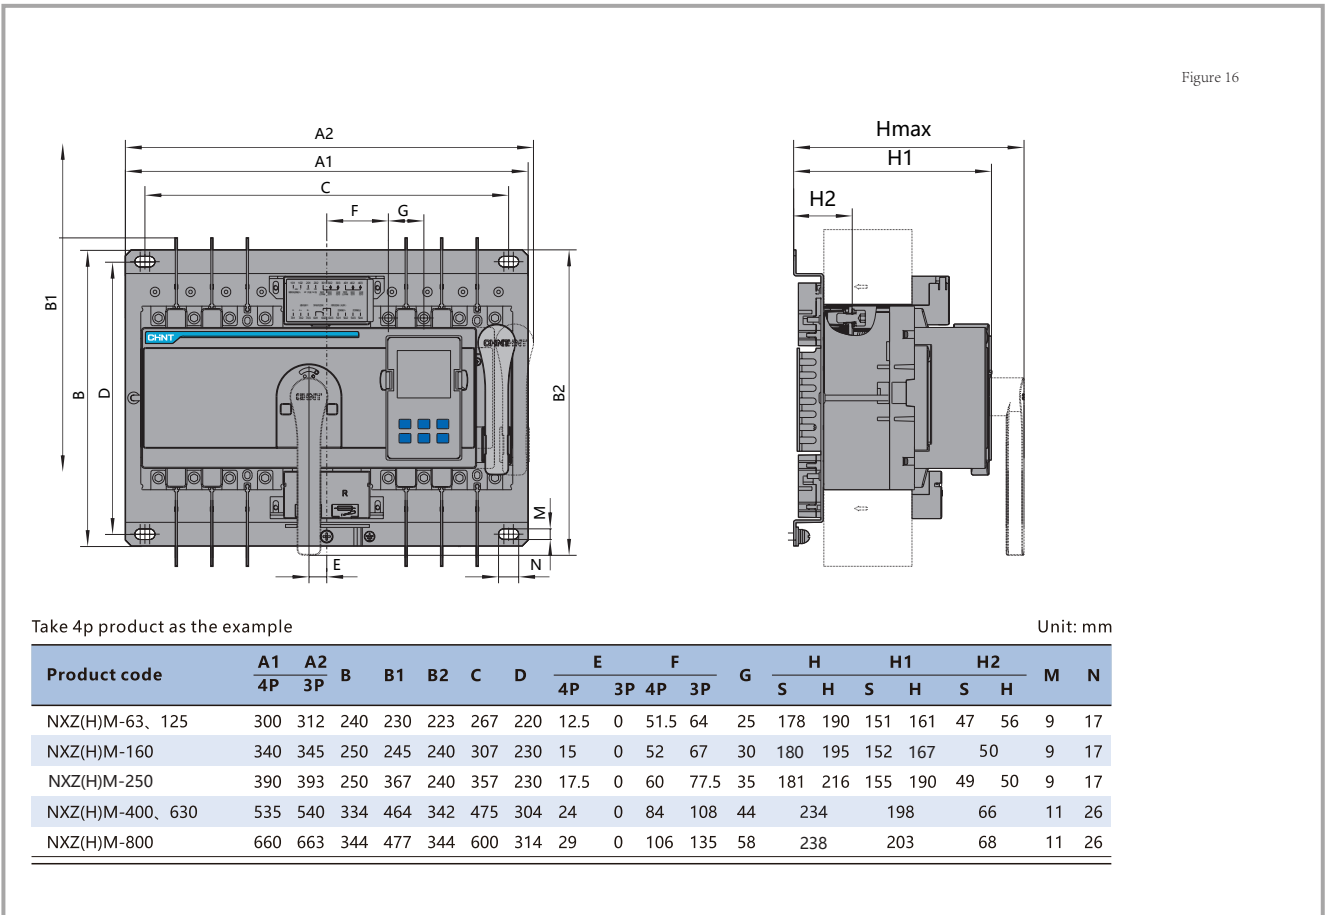 Figure 16
A2
A1
C
F
G
B1
B
D
B2
M
N
E
R
CHNT
CHNT
CHNT
Hmax
H1
H2
Take 4p product as the example
Unit: mm
Product code A1 A2 B B1 B2 C D E F G H H1 H2 M N
4P 3P 4P 3P 4P 3P S H S H S H
NXZ(H)M-63、125 300 312 240 230 223 267 220 12.5 0 51.5 64 25 178 190 151 161 47 56 9 17
NXZ(H)M-160 340 345 250 245 240 307 230 15 0 52 67 30 180 195 152 167 50 9 17
NXZ(H)M-250 390 393 250 367 240 357 230 17.5 0 60 77.5 35 181 216 155 190 49 50 9 17
NXZ(H)M-400、630 535 540 334 464 342 475 304 24 0 84 108 44 234 198 66 11 26
NXZ(H)M-800 660 663 344 477 344 600 314 29 0 106 135 58 238 203 68 11 26